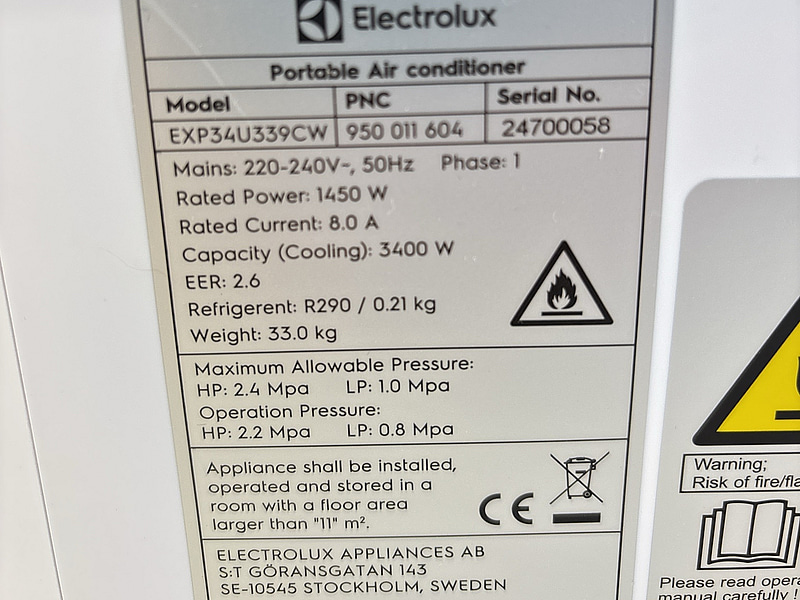 Electrolux
Portable Air conditioner
Model PNC Serial No.
EXP34U339CW 950 011 604 24700058
Mains: 220-240V~, 50Hz Phase: 1
Rated Power: 1450 W
Rated Current: 8.0 A
Capacity (Cooling): 3400 W
EER: 2.6
Refrigerent: R290 / 0.21 kg
Weight: 33.0 kg
Maximum Allowable Pressure:
HP: 2.4 Mpa LP: 1.0 Mpa
Operation Pressure:
HP: 2.2 Mpa LP: 0.8 Mpa
Appliance shall be installed,
operated and stored in a
room with a floor area
larger than "11" m².
CE
ELECTROLUX APPLIANCES AB
S:T GÖRANSGATAN 143
SE-10545 STOCKHOLM, SWEDEN
Warning;
Risk of fire/fla
Please read opera
manual carefully !